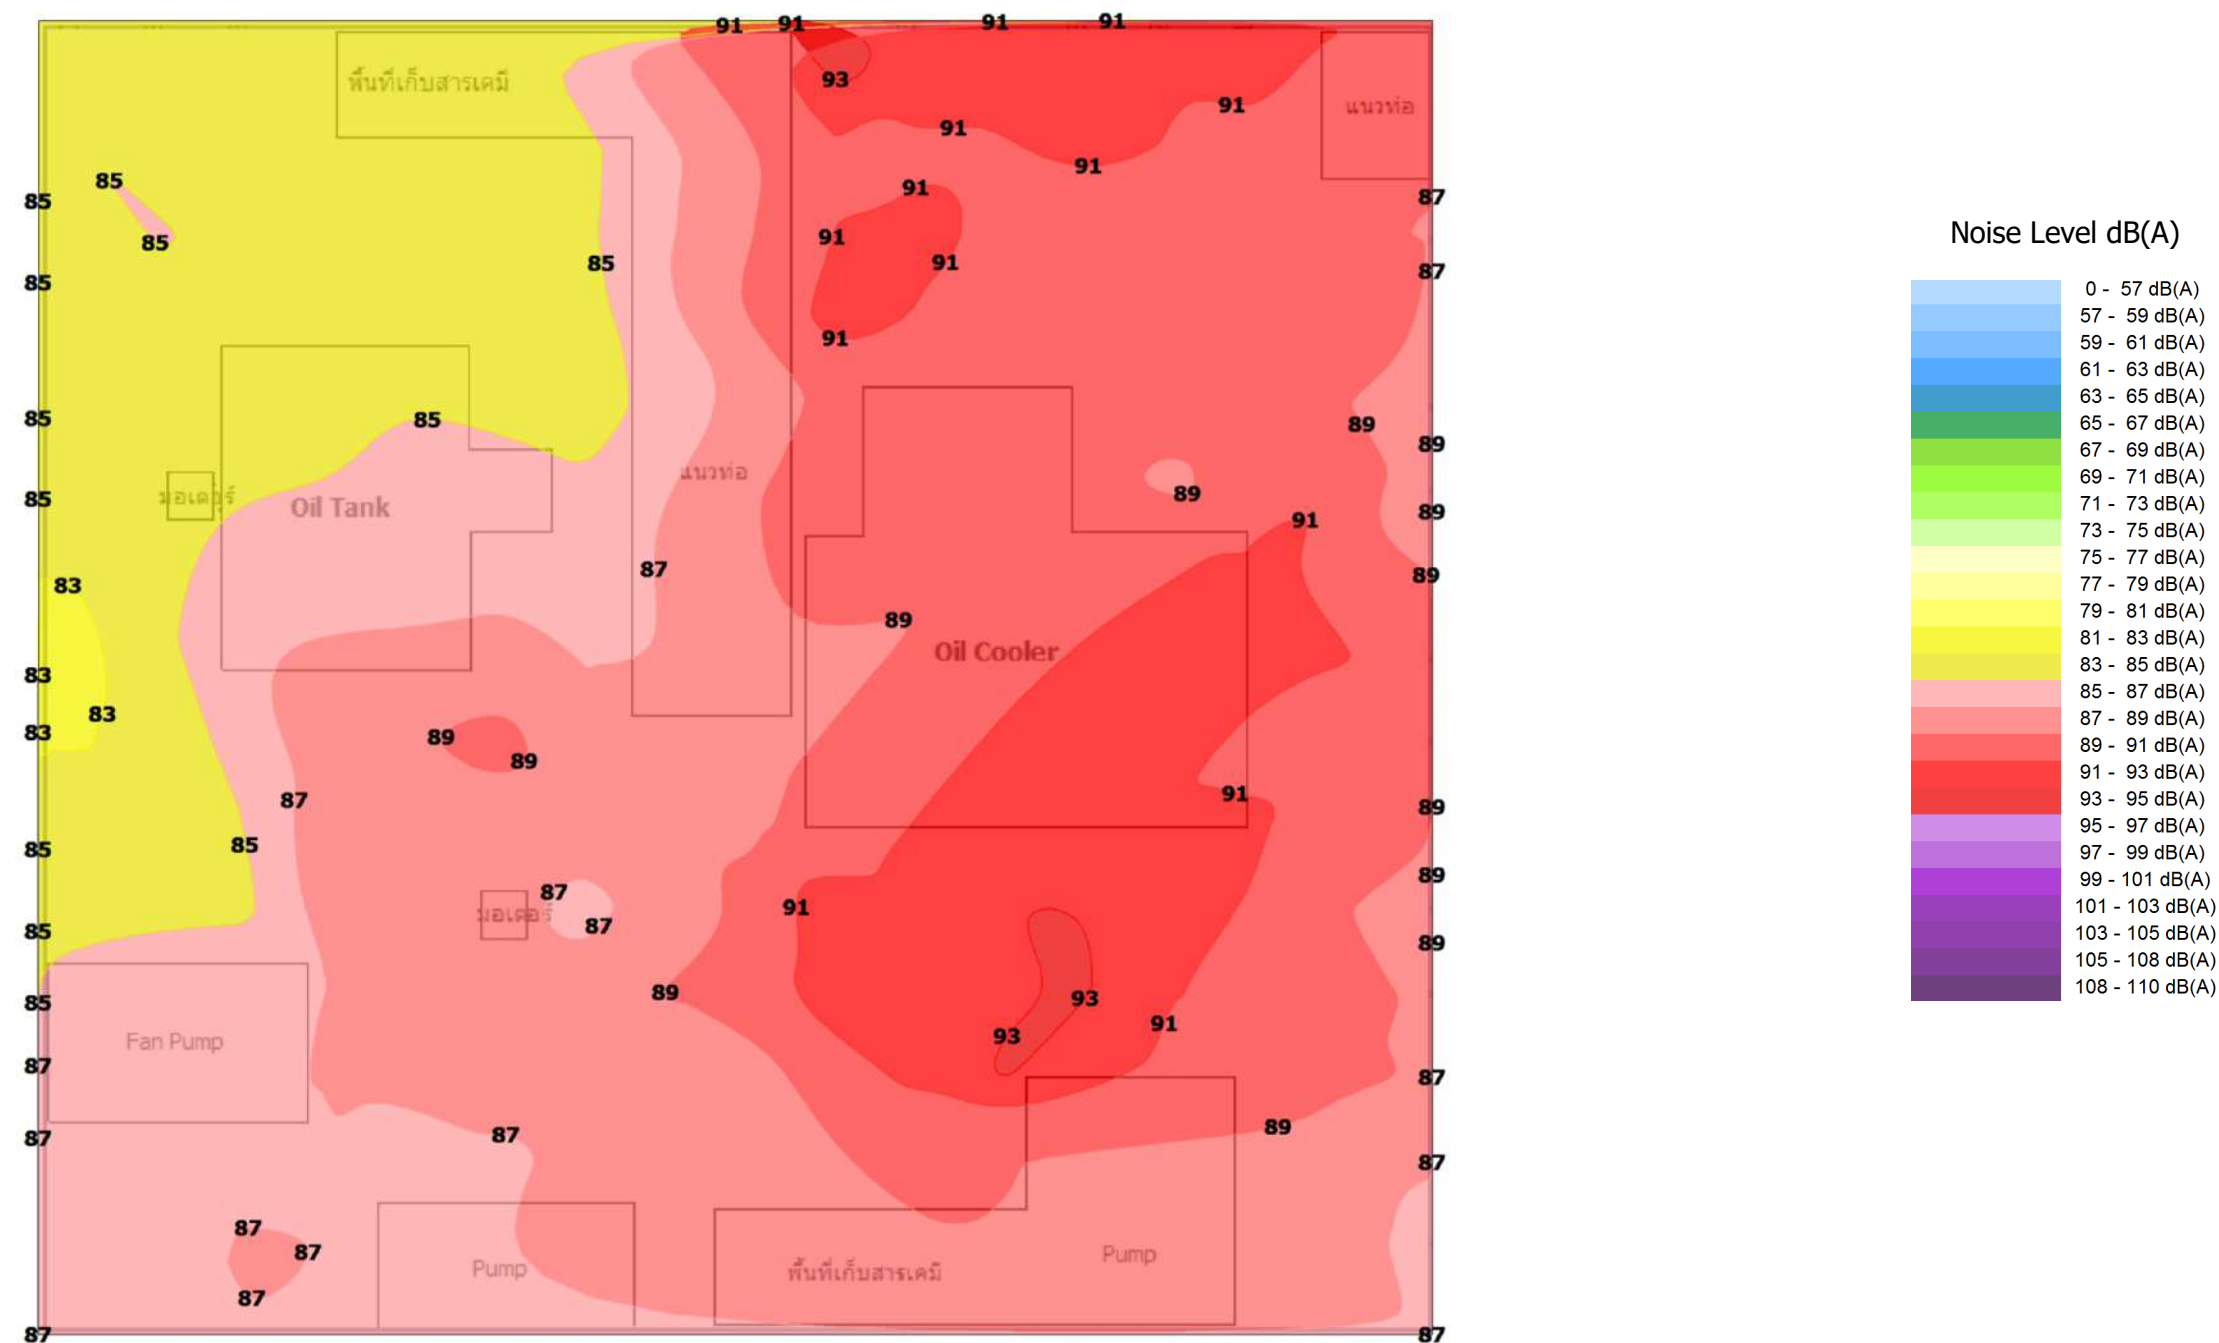 91 91 91 91
93
พื้นที่เก็บสารเคมี
91
แนวท่อ
91
91
85
91
85
87
91
85
85
91
87
85
91
85
85
89
89
แนวท่อ
89
85
มอเตอร์
Oil Tank
91
89
87
89
83
89
Oil Cooler
83
83
83
89
89
91
87
89
85
85
89
87
91
มอเตอร์
87
85
89
89
93
85
91
93
Fan Pump
87
87
89
87
87
87
87
87
Pump
พื้นที่เก็บสารเคมี
Pump
87
87
87
Noise Level dB(A)
0 - 57 dB(A)
57 - 59 dB(A)
59 - 61 dB(A)
61 - 63 dB(A)
63 - 65 dB(A)
65 - 67 dB(A)
67 - 69 dB(A)
69 - 71 dB(A)
71 - 73 dB(A)
73 - 75 dB(A)
75 - 77 dB(A)
77 - 79 dB(A)
79 - 81 dB(A)
81 - 83 dB(A)
83 - 85 dB(A)
85 - 87 dB(A)
87 - 89 dB(A)
89 - 91 dB(A)
91 - 93 dB(A)
93 - 95 dB(A)
95 - 97 dB(A)
97 - 99 dB(A)
99 - 101 dB(A)
101 - 103 dB(A)
103 - 105 dB(A)
105 - 108 dB(A)
108 - 110 dB(A)